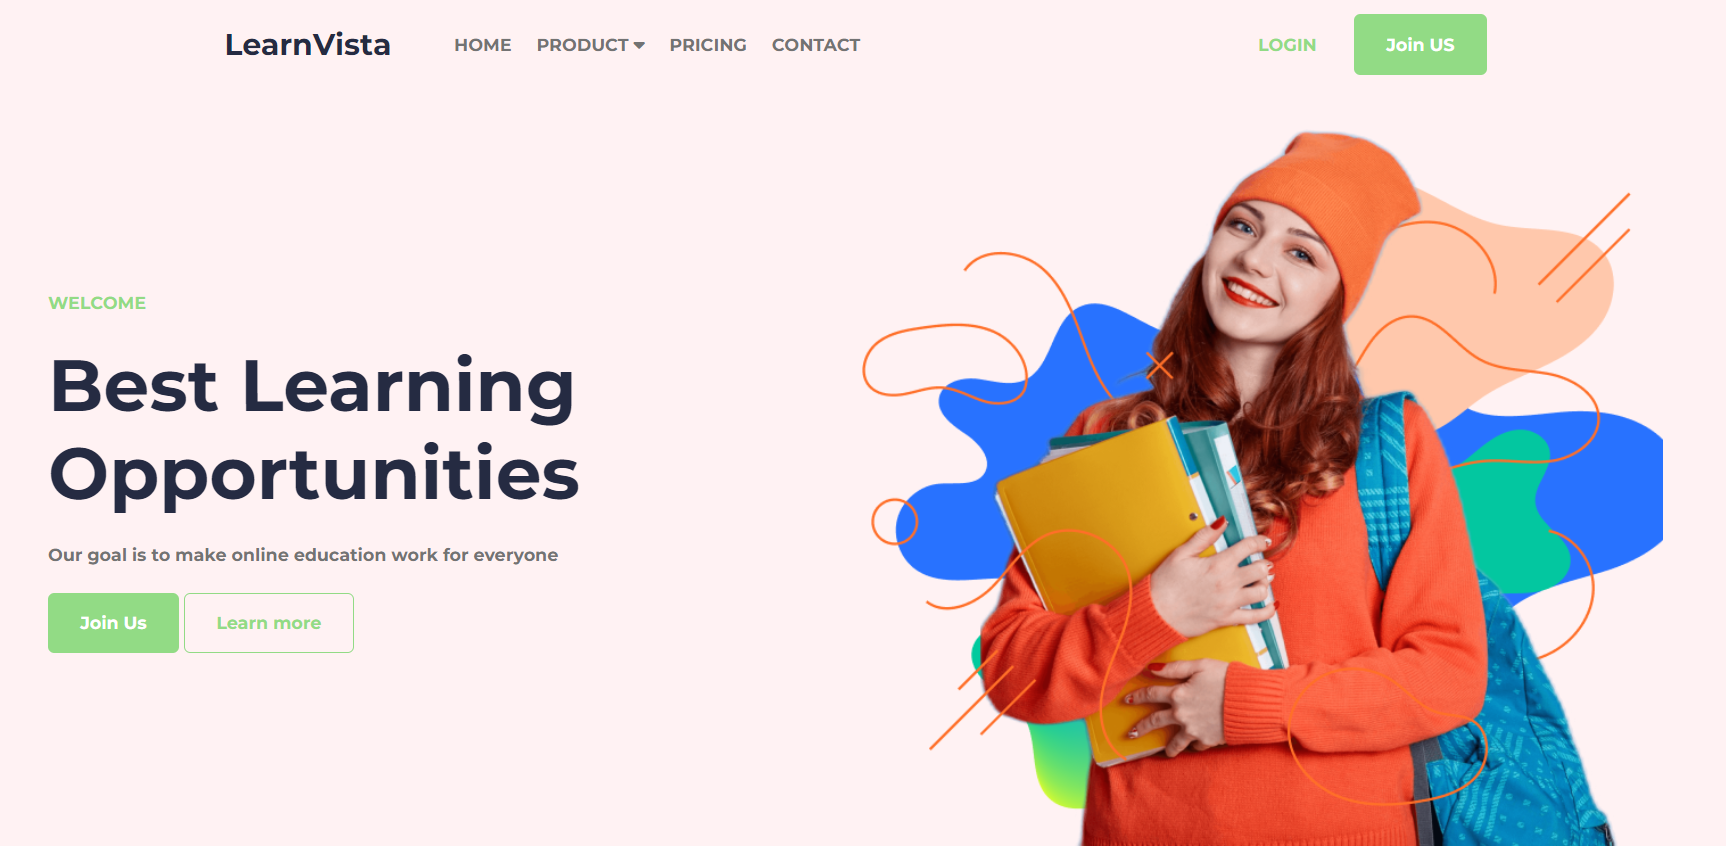 LearnVista HOME PRODUCT PRICING CONTACT LOGIN Join US
WELCOME
Best Learning
Opportunities
Our goal is to make online education work for everyone
Join Us Learn more